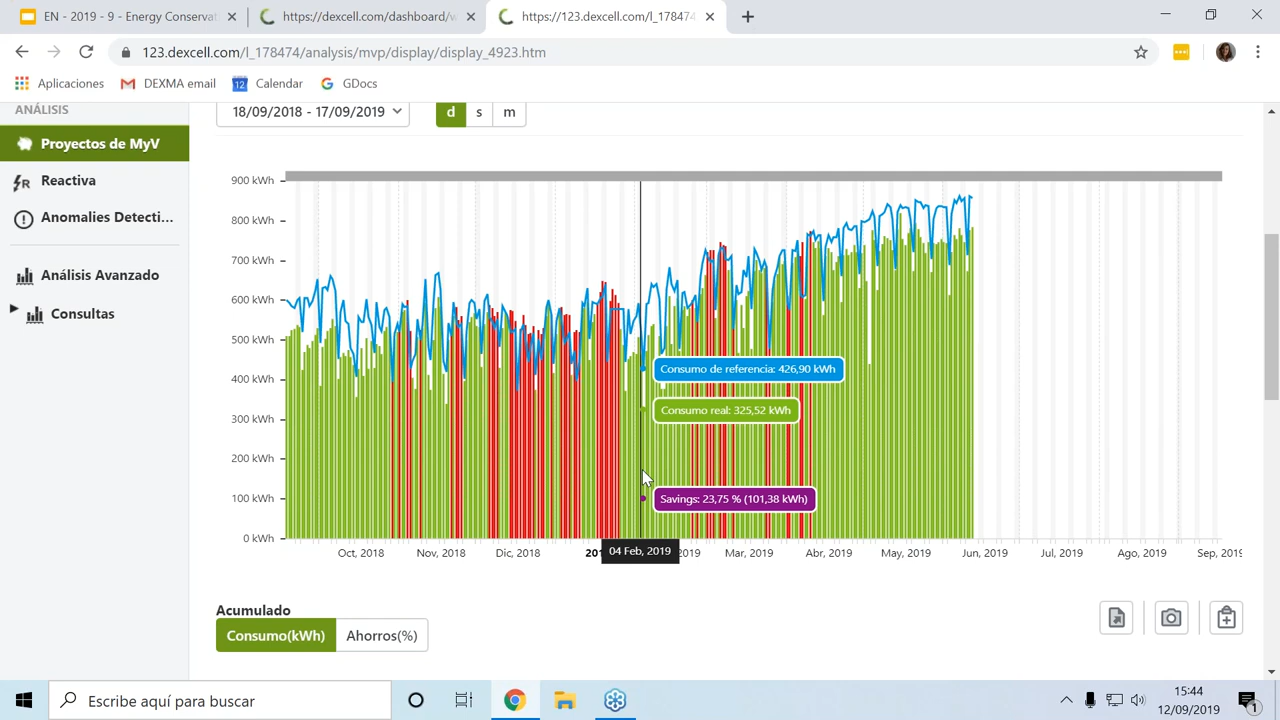 EN - 2019 - 9 - Energy Conservat
https://dexcell.com/dashboard/w
https://123.dexcell.com/l_178474
123.dexcell.com/l_178474/analysis/mvp/display/display_4923.htm
Aplicaciones
DEXMA email
12
Calendar
GDocs
ANÁLISIS
Proyectos de MyV
Reactiva
Anomalies Detecti...
Análisis Avanzado
Consultas
18/09/2018 - 17/09/2019
d
s
m
900 kWh
800 kWh
700 kWh
600 kWh
500 kWh
400 kWh
300 kWh
200 kWh
100 kWh
0 kWh
Consumo de referencia: 426,90 kWh
Consumo real: 325,52 kWh
Savings: 23,75 % (101,38 kWh)
Oct, 2018
Nov, 2018
Dic, 2018
201
04 Feb, 2019
2019
Mar, 2019
Abr, 2019
May, 2019
Jun, 2019
Jul, 2019
Ago, 2019
Sep, 2019
Acumulado
Consumo(kWh)
Ahorros(%)
Escribe aquí para buscar
15:44
12/09/2019
1